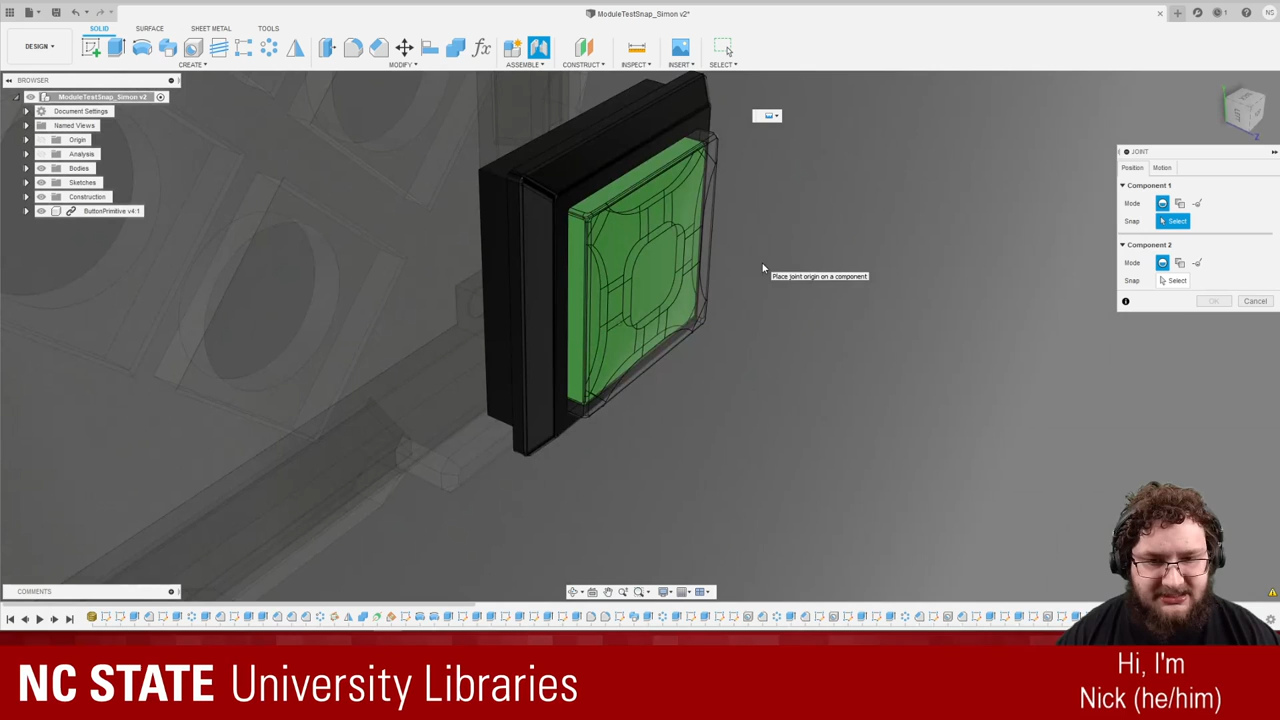 ModuleTestSnap_Simon v2*
NS
DESIGN
SOLID
SURFACE
SHEET METAL
TOOLS
CREATE
MODIFY
ASSEMBLE
CONSTRUCT
INSPECT
INSERT
SELECT
BROWSER
ModuleTestSnap_Simon v2
Document Settings
Named Views
Origin
Analysis
Bodies
Sketches
Construction
ButtonPrimitive v4:1
Z
JOINT
Position
Motion
Component 1
Mode
Snap
Select
Component 2
Mode
Snap
Select
OK
Cancel
Place joint origin on a component
COMMENTS
NC STATE University Libraries
Hi, I'm
Nick (he/him)